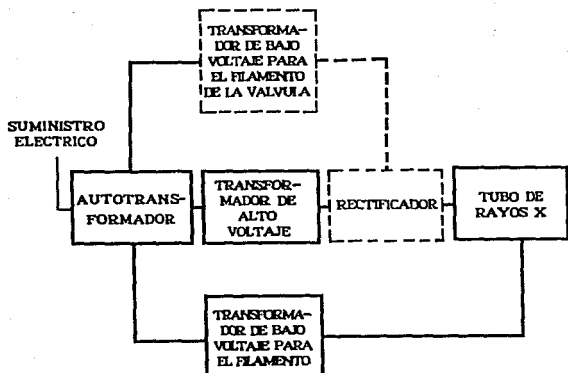 TRANSFORMA-
DOR DE BAJO
VOLTAJE PARA
EL FILAMENTO
DE LA VALVULA
SUMINISTRO
ELECTRICO
AUTOTRANS-
FORMADOR
TRANSFOR-
MADOR DE
ALTO
VOLTAJE
RECTIFICADOR
TUBO DE
RAYOS X
TRANSFORMA-
DOR DE BAJO
VOLTAJE PARA
EL FILAMENTO